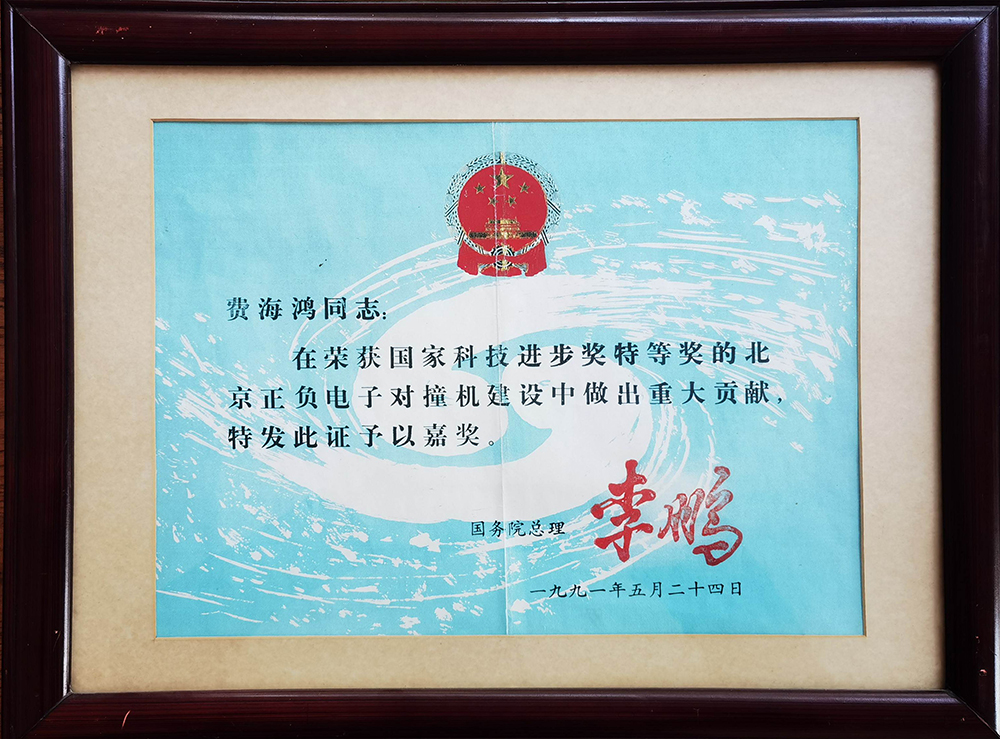 费海鸿同志：
在荣获国家科技进步奖特等奖的北
京正负电子对撞机建设中做出重大贡献，
特发此证予以嘉奖。
国务院总理 李鹏
一九九一年五月二十四日